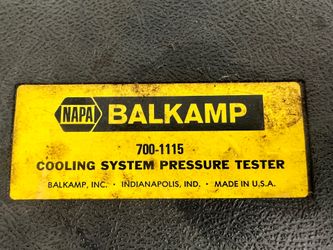 NAPA BALKAMP
700-1115
COOLING SYSTEM PRESSURE TESTER
BALKAMP, INC. • INDIANAPOLIS, IND. • MADE IN U.S.A.